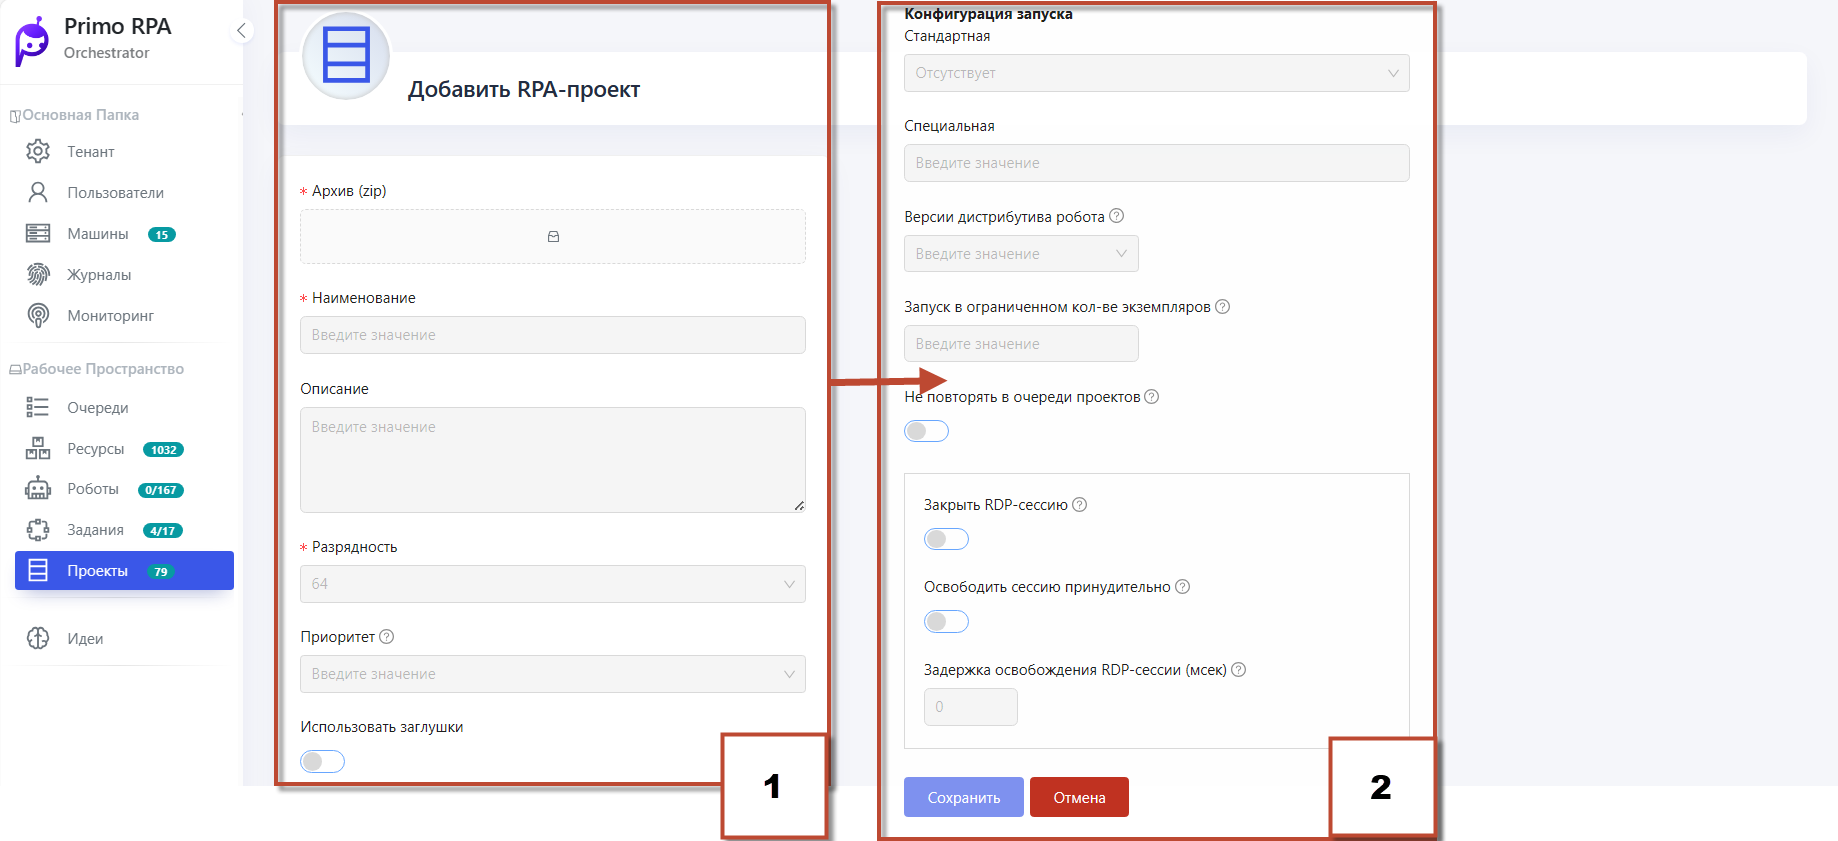 Primo RPA
Orchestrator
Основная Папка
Тенант
Пользователи
Машины 15
Журналы
Мониторинг
Рабочее Пространство
Очереди
Ресурсы 1032
Роботы 0/167
Задания 4/17
Проекты 79
Идеи
Добавить RPA-проект
* Архив (zip)
* Наименование
Введите значение
Описание
Введите значение
* Разрядность
64
Приоритет ?
Введите значение
Использовать заглушки
1
Конфигурация запуска
Стандартная
Отсутствует
Специальная
Введите значение
Версии дистрибутива робота ?
Введите значение
Запуск в ограниченном кол-ве экземпляров ?
Введите значение
Не повторять в очереди проектов ?
Закрыть RDP-сессию ?
Освободить сессию принудительно ?
Задержка освобождения RDP-сессии (мсек) ?
0
Сохранить Отмена
2